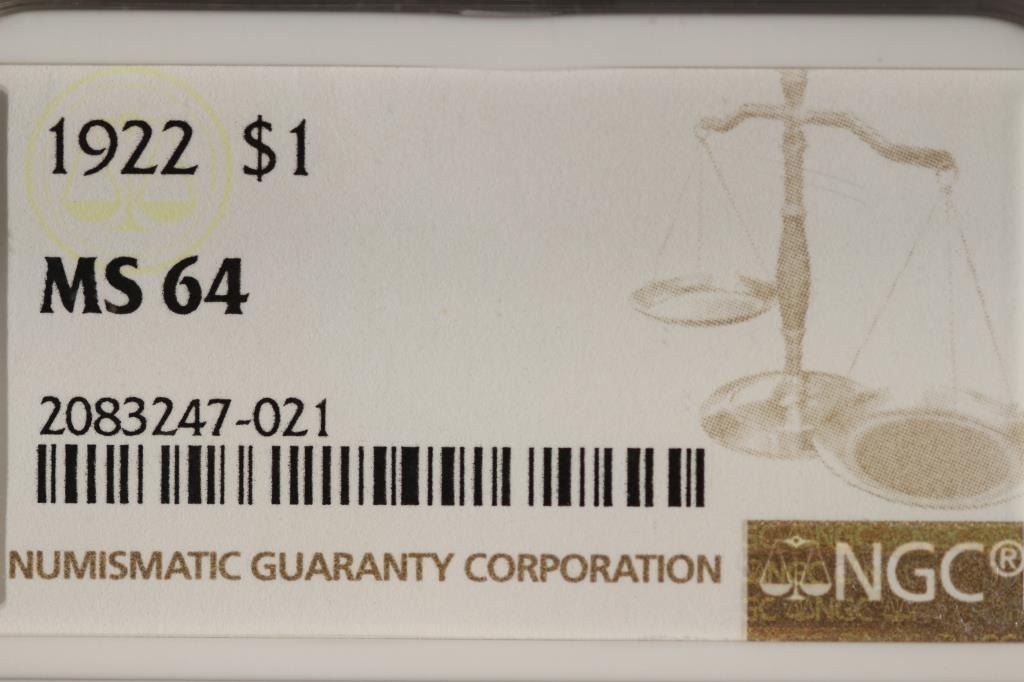 1922 $1
MS 64
2083247-021
NUMISMATIC GUARANTY CORPORATION
NGC®